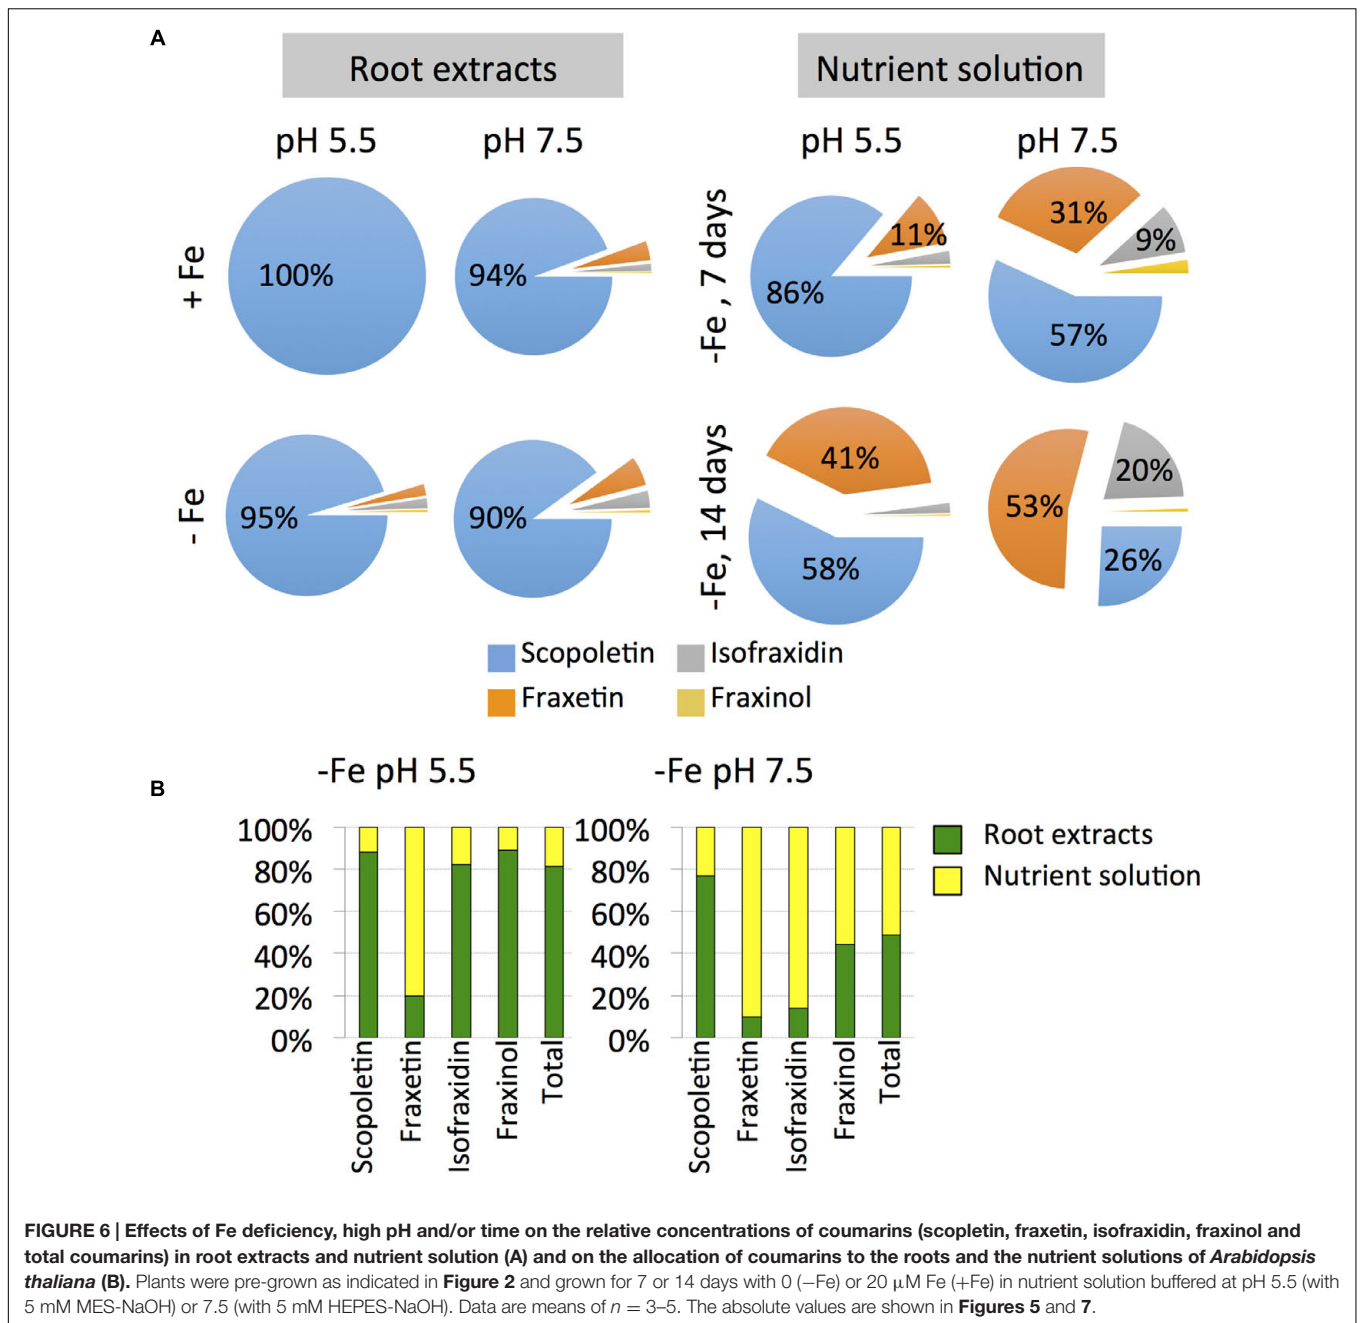 A
Root extracts
Nutrient solution
pH 5.5
pH 7.5
pH 5.5
pH 7.5
+ Fe
100%
94%
-Fe , 7 days
86%
11%
31%
9%
57%
- Fe
95%
90%
-Fe, 14 days
41%
58%
53%
20%
26%
Scopoletin
Isofraxidin
Fraxetin
Fraxinol
B
-Fe pH 5.5
-Fe pH 7.5
100%
80%
60%
40%
20%
0%
Scopoletin
Fraxetin
Isofraxidin
Fraxinol
Total
100%
80%
60%
40%
20%
0%
Scopoletin
Fraxetin
Isofraxidin
Fraxinol
Total
Root extracts
Nutrient solution
FIGURE 6 | Effects of Fe deficiency, high pH and/or time on the relative concentrations of coumarins (scopletin, fraxetin, isofraxidin, fraxinol and
total coumarins) in root extracts and nutrient solution (A) and on the allocation of coumarins to the roots and the nutrient solutions of Arabidopsis
thaliana (B). Plants were pre-grown as indicated in Figure 2 and grown for 7 or 14 days with 0 (−Fe) or 20 μM Fe (+Fe) in nutrient solution buffered at pH 5.5 (with
5 mM MES-NaOH) or 7.5 (with 5 mM HEPES-NaOH). Data are means of n = 3–5. The absolute values are shown in Figures 5 and 7.